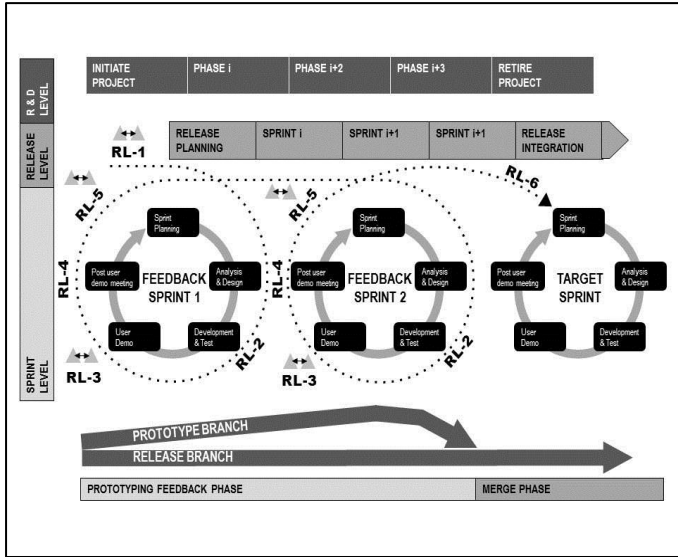 R & D
LEVEL
INITIATE
PROJECT
PHASE i
PHASE i+2
PHASE i+3
RETIRE
PROJECT
RELEASE
LEVEL
RELEASE
PLANNING
SPRINT i
SPRINT i+1
SPRINT i+1
RELEASE
INTEGRATION
RL-1
SPRINT
LEVEL
RL-5
RL-4
RL-3
RL-2
Sprint
Planning
Post user
demo meeting
FEEDBACK
SPRINT 1
Analysis
& Design
User
Demo
Development
& Test
RL-5
RL-4
RL-3
RL-2
Sprint
Planning
Post user
demo meeting
FEEDBACK
SPRINT 2
Analysis
& Design
User
Demo
Development
& Test
RL-6
Sprint
Planning
Post user
demo meeting
TARGET
SPRINT
Analysis
& Design
User
Demo
Development
& Test
PROTOTYPE BRANCH
RELEASE BRANCH
PROTOTYPING FEEDBACK PHASE
MERGE PHASE